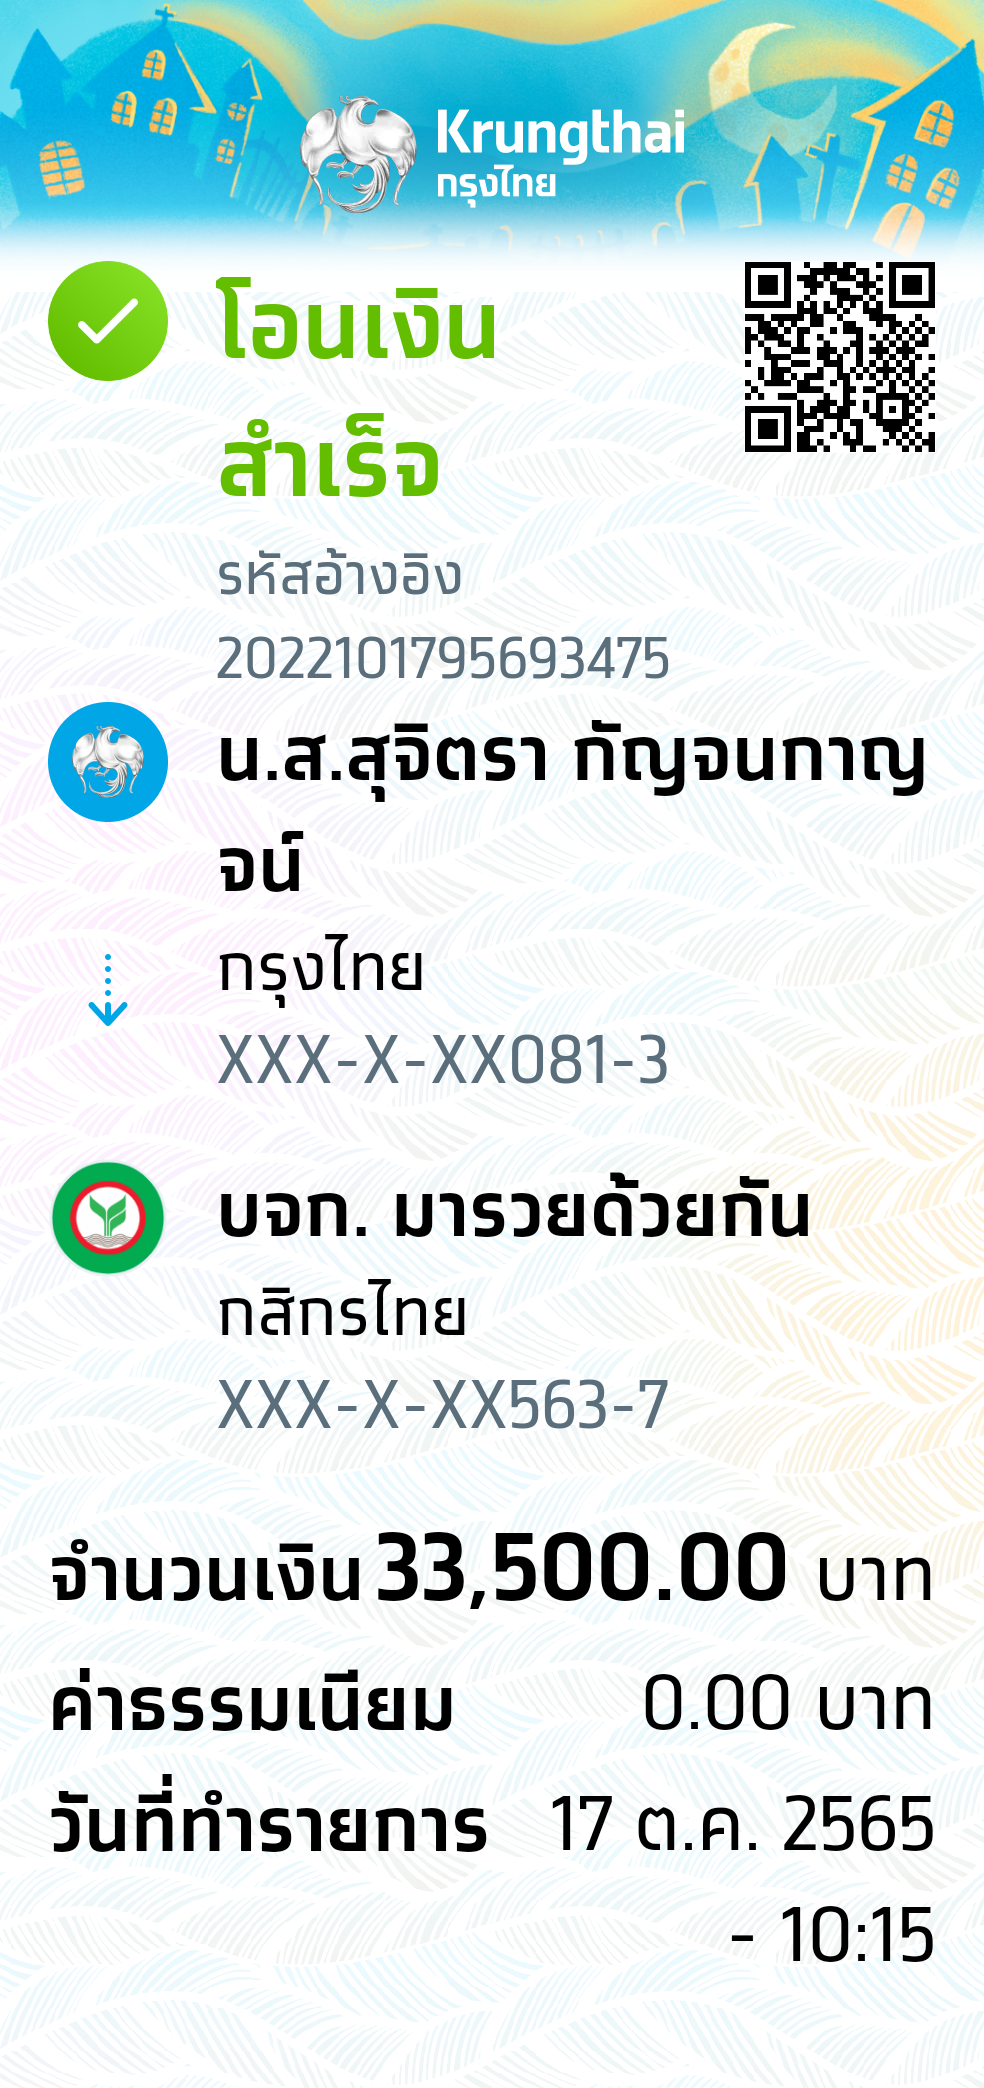 Krungthai
กรุงไทย
โอนเงิน
สำเร็จ
รหัสอ้างอิง
2022101795693475
น.ส.สุจิตรา กัญจนกาญ
จน์
กรุงไทย
XXX-X-XX081-3
บจก. มารวยด้วยกัน
กสิกรไทย
XXX-X-XX563-7
จำนวนเงิน 33,500.00 บาท
ค่าธรรมเนียม 0.00 บาท
วันที่ทำรายการ 17 ต.ค. 2565
- 10:15